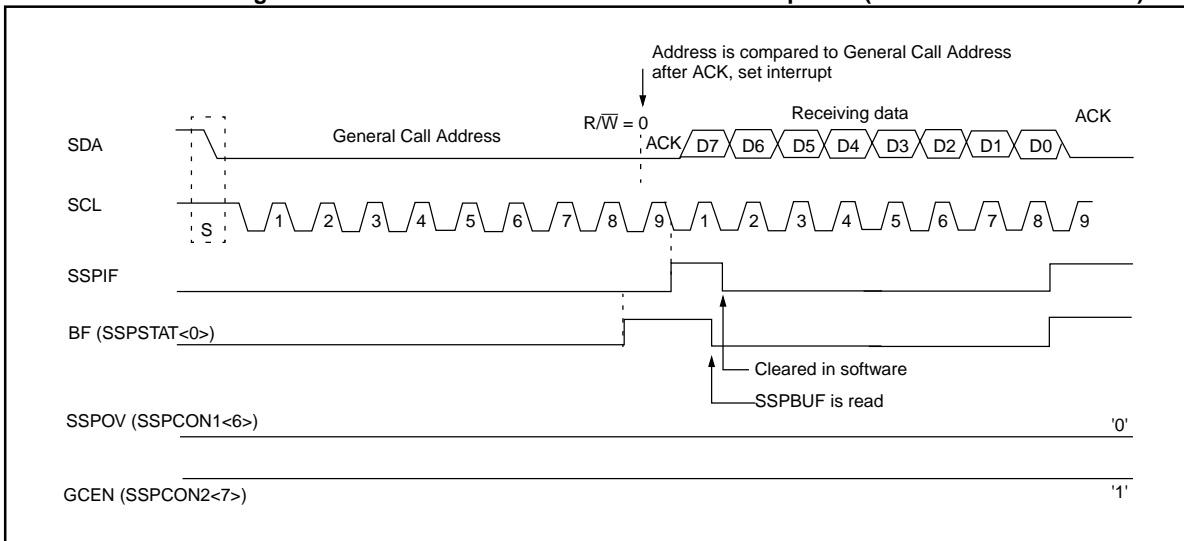 Address is compared to General Call Address
after ACK, set interrupt
R/W̅ = 0
Receiving data
ACK
SDA
General Call Address
ACK
D7 D6 D5 D4 D3 D2 D1 D0
SCL
S
1 2 3 4 5 6 7 8 9 1 2 3 4 5 6 7 8 9
SSPIF
BF (SSPSTAT<0>)
Cleared in software
SSPBUF is read
SSPOV (SSPCON1<6>)
'0'
GCEN (SSPCON2<7>)
'1'